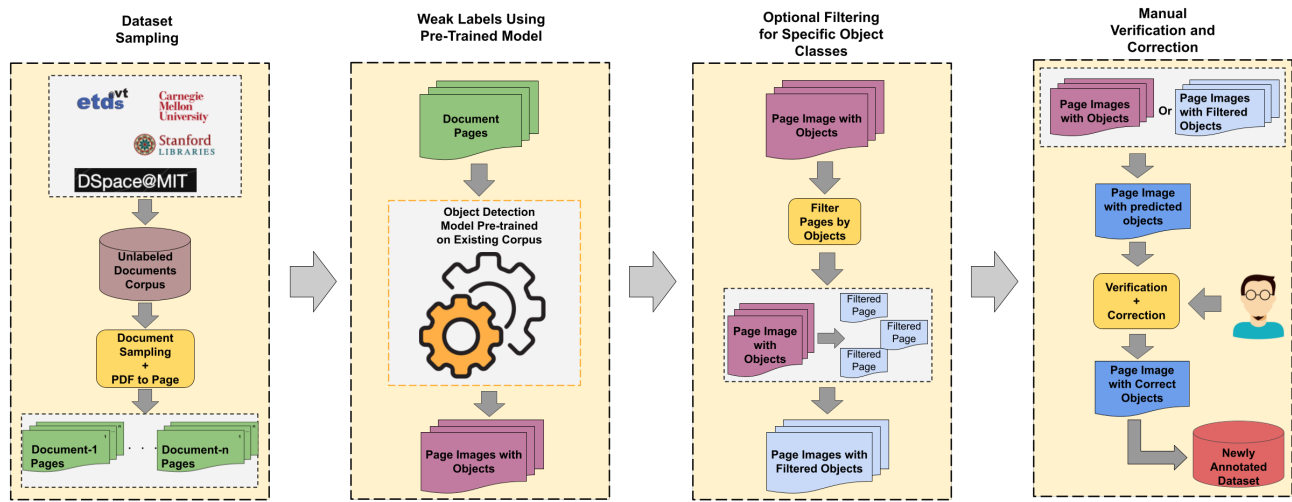 Dataset
Sampling
etds vt
Carnegie
Mellon
University
Stanford
LIBRARIES
DSpace@MIT
Unlabeled
Documents
Corpus
Document
Sampling
+
PDF to Page
1
n
Document-1
Pages
. . .
1
n
Document-n
Pages
Weak Labels Using
Pre-Trained Model
Document
Pages
Object Detection
Model Pre-trained
on Existing Corpus
Page Images with
Objects
Optional Filtering
for Specific Object
Classes
Page Image with
Objects
Filter
Pages by
Objects
Page Image
with
Objects
Filtered
Page
Filtered
Page
Filtered
Page
Page Images with
Filtered Objects
Manual
Verification and
Correction
Page Images
with Objects
Or
Page Images
with Filtered
Objects
Page Image
with predicted
objects
Verification
+
Correction
Page Image
with Correct
Objects
Newly
Annotated
Dataset